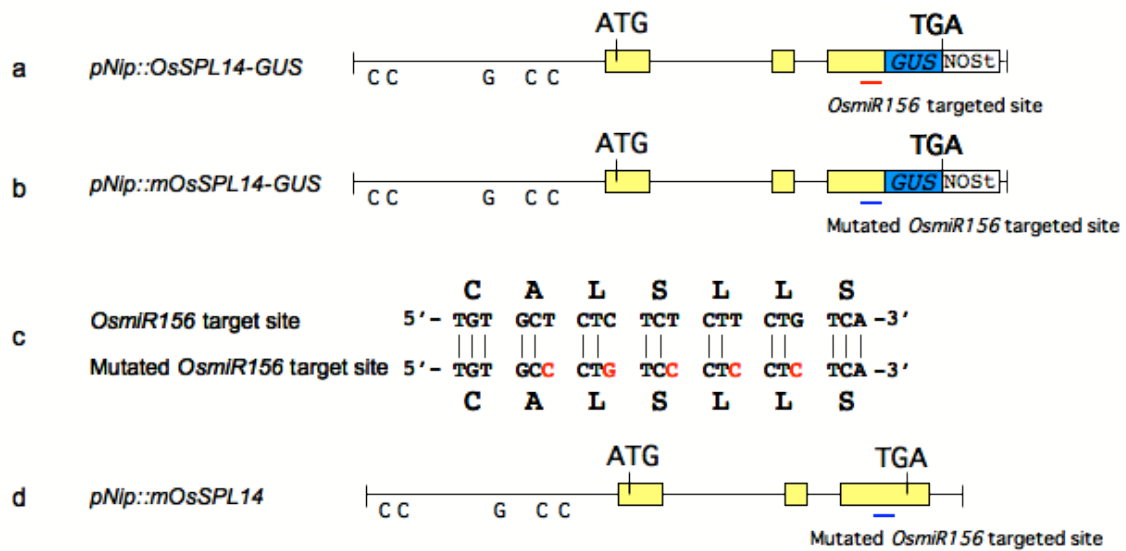 ATG TGA
a pNip::OsSPL14-GUS GUS NOSt
C C G C C
OsmiR156 targeted site
ATG TGA
b pNip::mOsSPL14-GUS GUS NOSt
C C G C C
Mutated OsmiR156 targeted site
C A L S L L S
OsmiR156 target site 5'- TGT GCT CTC TCT CTT CTG TCA -3'
c
Mutated OsmiR156 target site 5'- TGT GCC CTG TCC CTC CTC TCA -3'
C A L S L L S
ATG TGA
d pNip::mOsSPL14
C C G C C
Mutated OsmiR156 targeted site